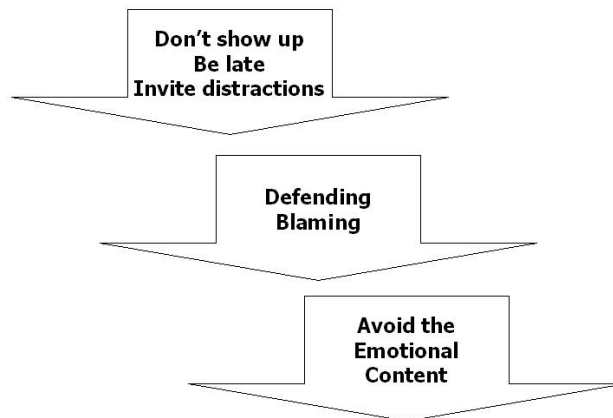 Don’t show up
Be late
Invite distractions
Defending
Blaming
Avoid the
Emotional
Content